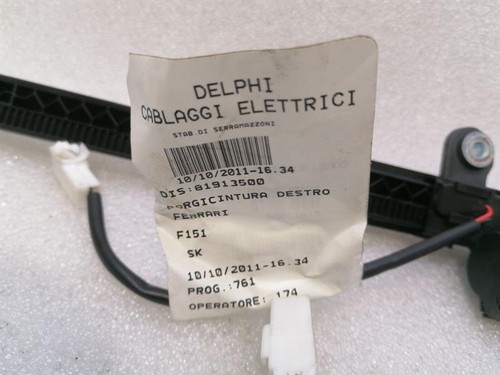 DELPHI
CABLAGGI ELETTRICI
STAB.DI SERRAMAZZONI
10/10/2011-16.34
DIS:81913500
PORGICINTURA DESTRO
FERRARI
F151
SK
10/10/2011-16.34
PROG.:761
OPERATORE: 174